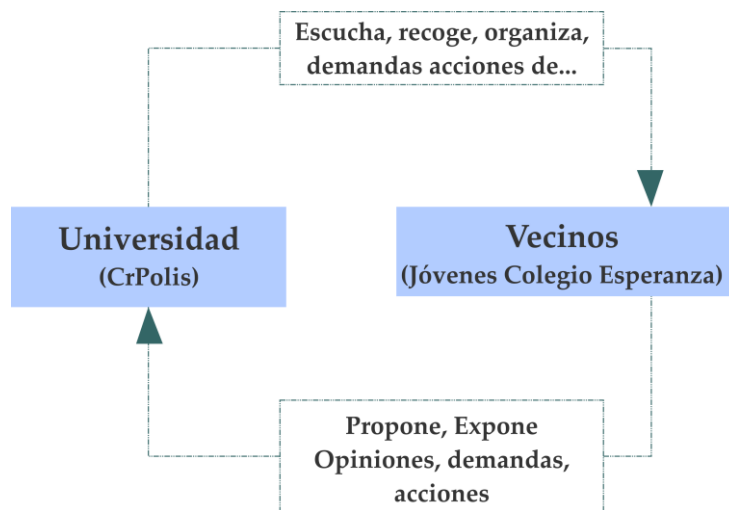 Escucha, recoge, organiza,
demandas acciones de...
Universidad
(CrPolis)
Vecinos
(Jóvenes Colegio Esperanza)
Propone, Expone
Opiniones, demandas,
acciones